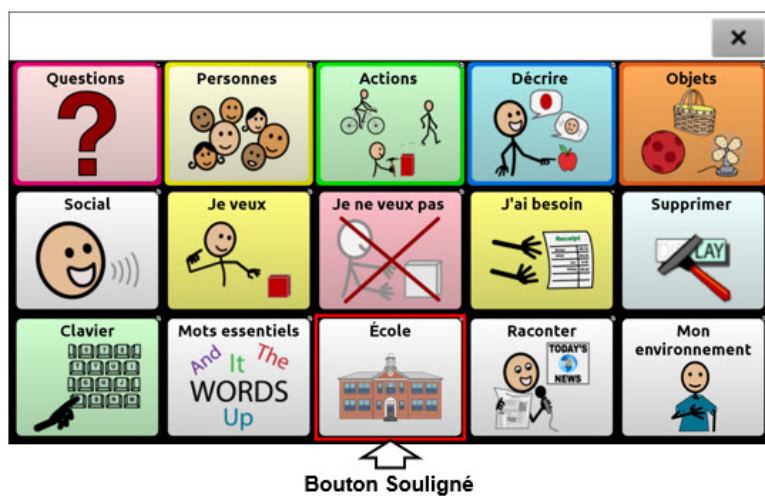 Questions
Personnes
Actions
Décrire
Objets
Social
Je veux
Je ne veux pas
J'ai besoin
Receipt
Supprimer
LAY
Clavier
Mots essentiels
And It The
WORDS
Up
École
Raconter
TODAY'S
NEWS
Mon
environnement
Bouton Souligné